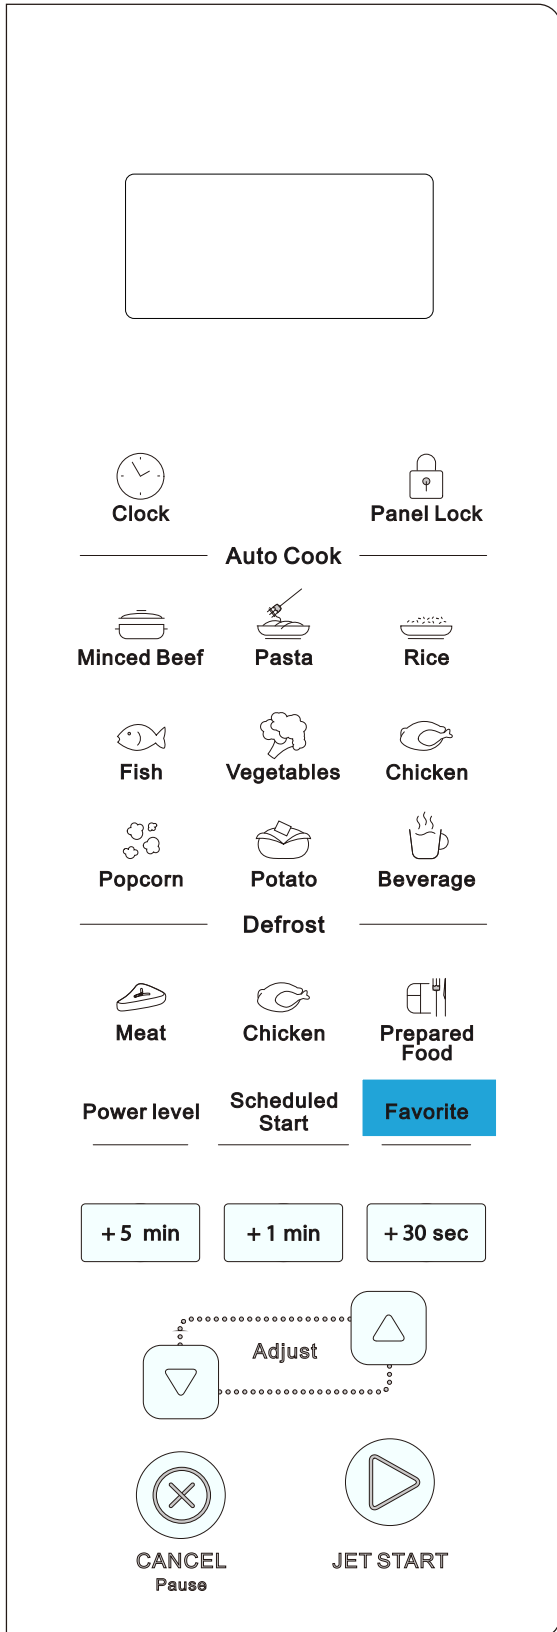 Clock Panel Lock
Auto Cook
Minced Beef Pasta Rice
Fish Vegetables Chicken
Popcorn Potato Beverage
Defrost
Meat Chicken Prepared
Food
Power level Scheduled
Start Favorite
+5 min +1 min +30 sec
Adjust
CANCEL JET START
Pause